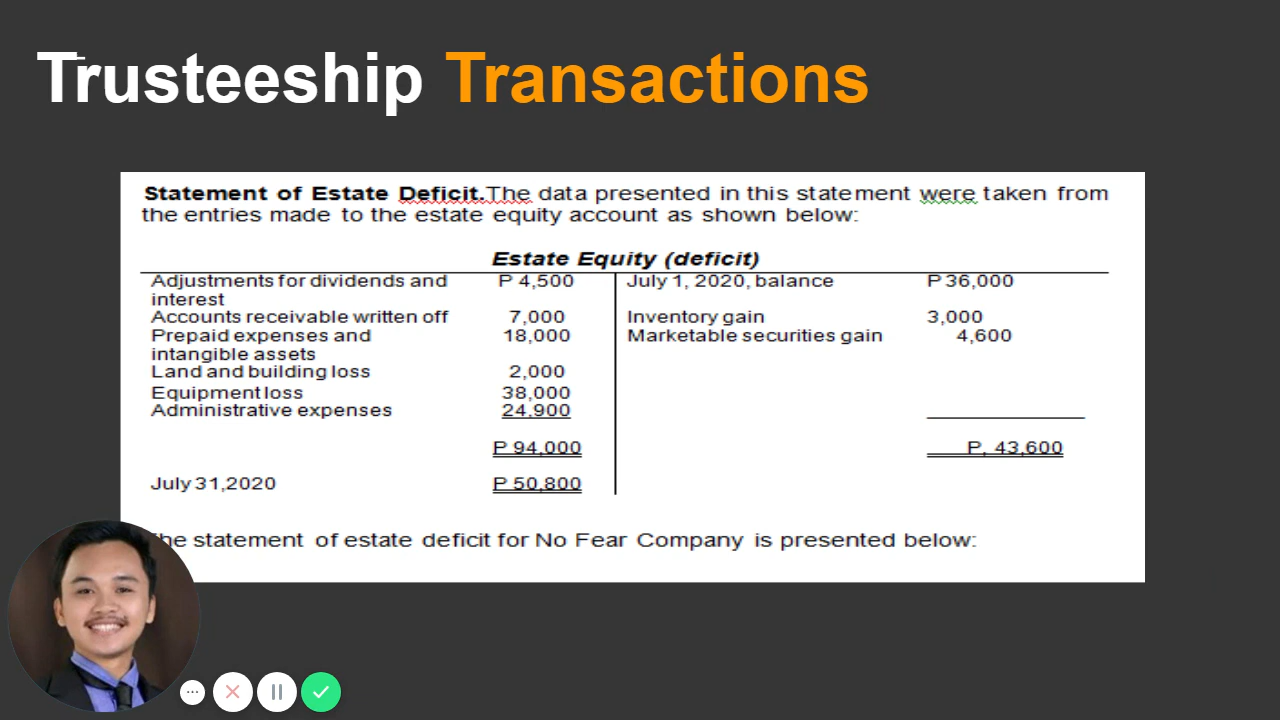 Trusteeship Transactions
Statement of Estate Deficit.The data presented in this statement were taken from
the entries made to the estate equity account as shown below:
Estate Equity (deficit)
Adjustments for dividends and P 4,500 July 1, 2020, balance P 36,000
interest
Accounts receivable written off 7,000 Inventory gain 3,000
Prepaid expenses and 18,000 Marketable securities gain 4,600
intangible assets
Land and building loss 2,000
Equipment loss 38,000
Administrative expenses 24,900
P 94,000 P, 43,600
July 31,2020 P 50,800
he statement of estate deficit for No Fear Company is presented below: